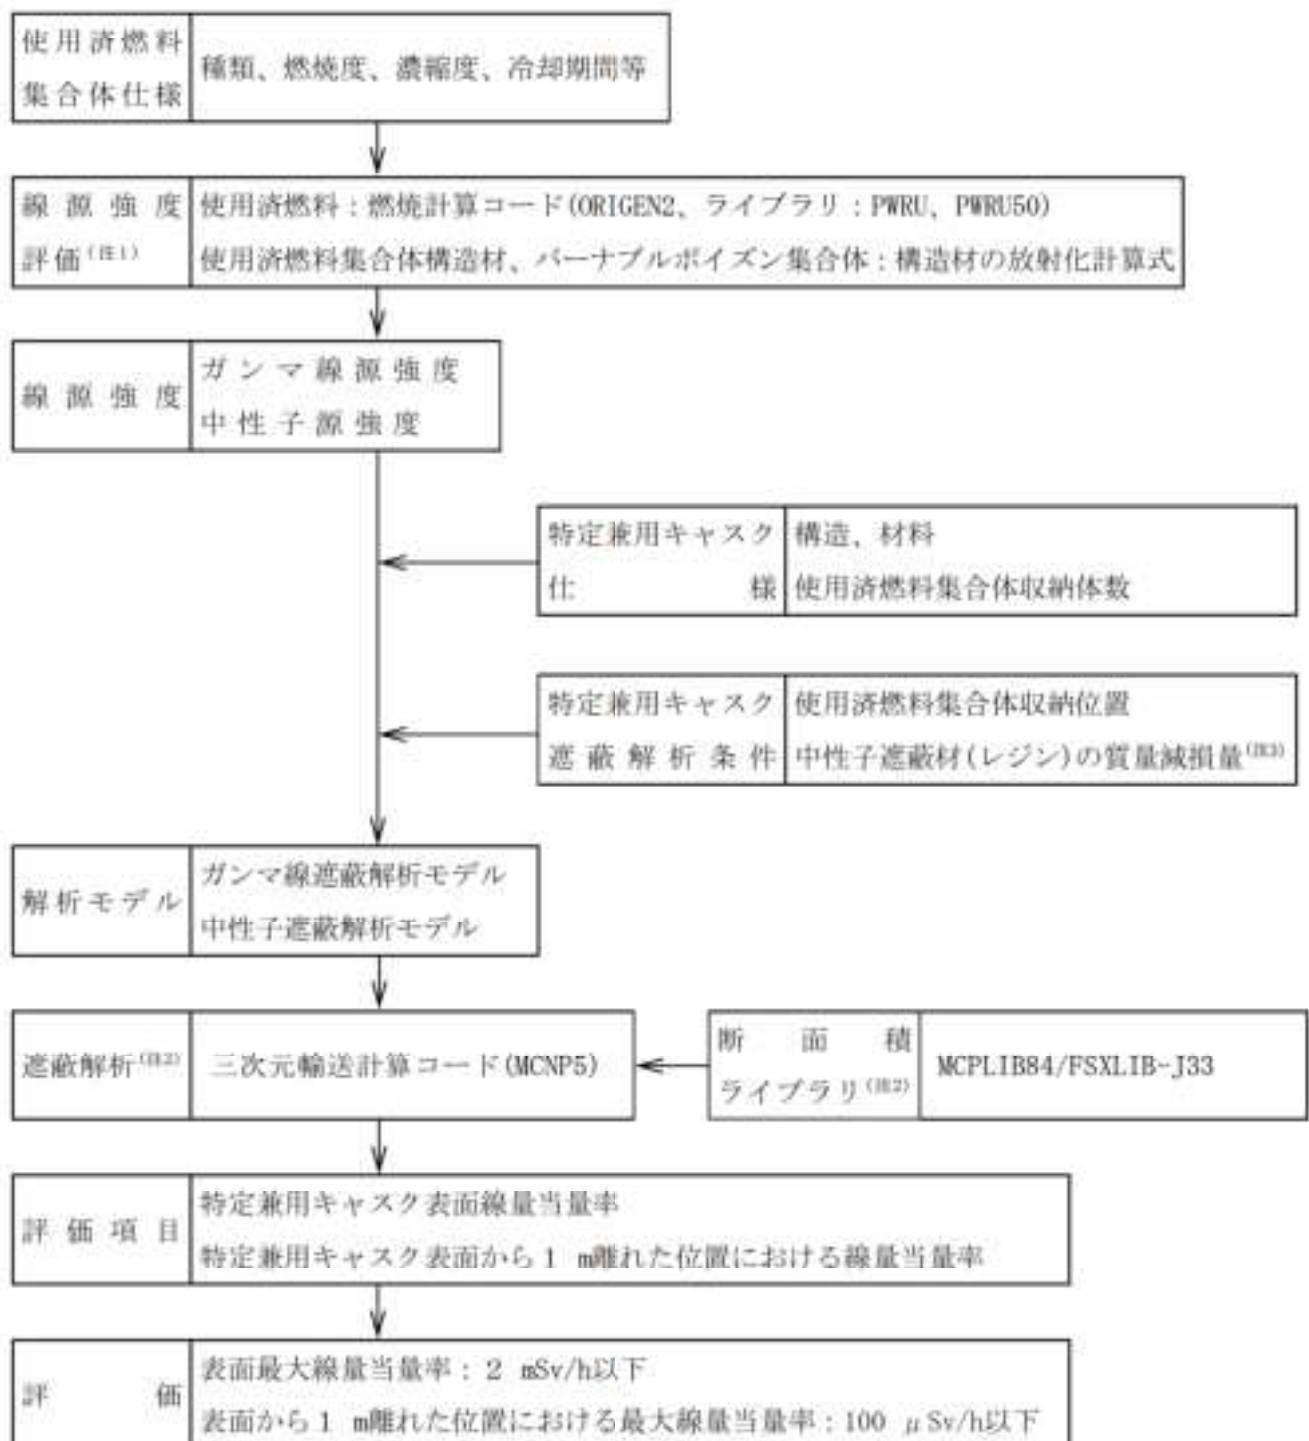 使用済燃料
集合体仕様
種類、燃焼度、濃縮度、冷却期間等
線源強度
評価(注1)
使用済燃料：燃焼計算コード(ORIGEN2、ライブラリ：PWRU、PWRU50)
使用済燃料集合体構造材、バーナブルポイズン集合体：構造材の放射化計算式
線源強度
ガンマ線源強度
中性子源強度
特定兼用キャスク
仕様
構造、材料
使用済燃料集合体収納体数
特定兼用キャスク
遮蔽解析条件
使用済燃料集合体収納位置
中性子遮蔽材(レジン)の質量減損量(注3)
解析モデル
ガンマ線遮蔽解析モデル
中性子遮蔽解析モデル
遮蔽解析(注2)
三次元輸送計算コード(MCNP5)
断面積
ライブラリ(注2)
MCPLIB84/FSXLIB-J33
評価項目
特定兼用キャスク表面線量当量率
特定兼用キャスク表面から1 m離れた位置における線量当量率
評価
表面最大線量当量率：2 mSv/h以下
表面から1 m離れた位置における最大線量当量率：100 μSv/h以下